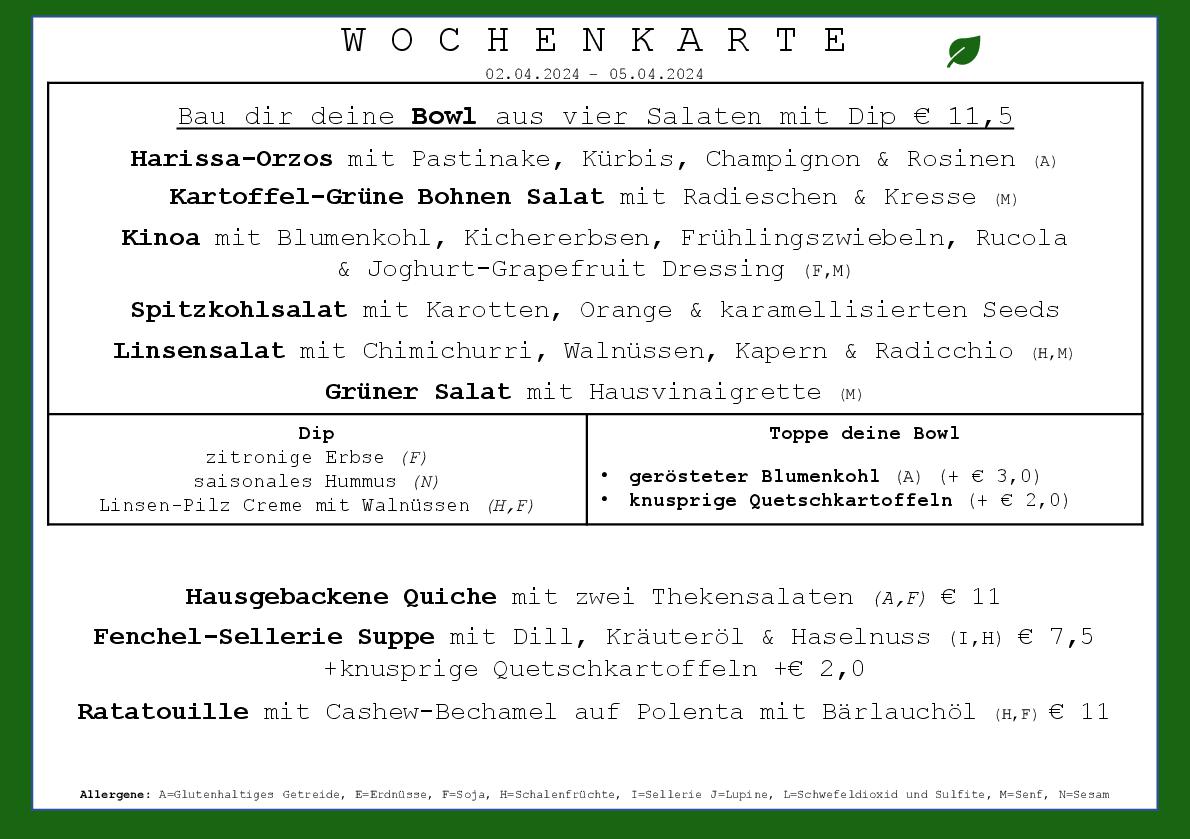 WOCHENKARTE
02.04.2024 – 05.04.2024
Bau dir deine Bowl aus vier Salaten mit Dip € 11,5
Harissa-Orzos mit Pastinake, Kürbis, Champignon & Rosinen (A)
Kartoffel-Grüne Bohnen Salat mit Radieschen & Kresse (M)
Kinoa mit Blumenkohl, Kichererbsen, Frühlingszwiebeln, Rucola
& Joghurt-Grapefruit Dressing (F,M)
Spitzkohlsalat mit Karotten, Orange & karamellisierten Seeds
Linsensalat mit Chimichurri, Walnüssen, Kapern & Radicchio (H,M)
Grüner Salat mit Hausvinaigrette (M)
Dip
zitronige Erbse (F)
saisonales Hummus (N)
Linsen-Pilz Creme mit Walnüssen (H,F)
Toppe deine Bowl
• gerösteter Blumenkohl (A) (+ € 3,0)
• knusprige Quetschkartoffeln (+ € 2,0)
Hausgebackene Quiche mit zwei Thekensalaten (A,F) € 11
Fenchel-Sellerie Suppe mit Dill, Kräuteröl & Haselnuss (I,H) € 7,5
+knusprige Quetschkartoffeln +€ 2,0
Ratatouille mit Cashew-Bechamel auf Polenta mit Bärlauchöl (H,F) € 11
Allergene: A=Glutenhaltiges Getreide, E=Erdnüsse, F=Soja, H=Schalenfrüchte, I=Sellerie J=Lupine, L=Schwefeldioxid und Sulfite, M=Senf, N=Sesam